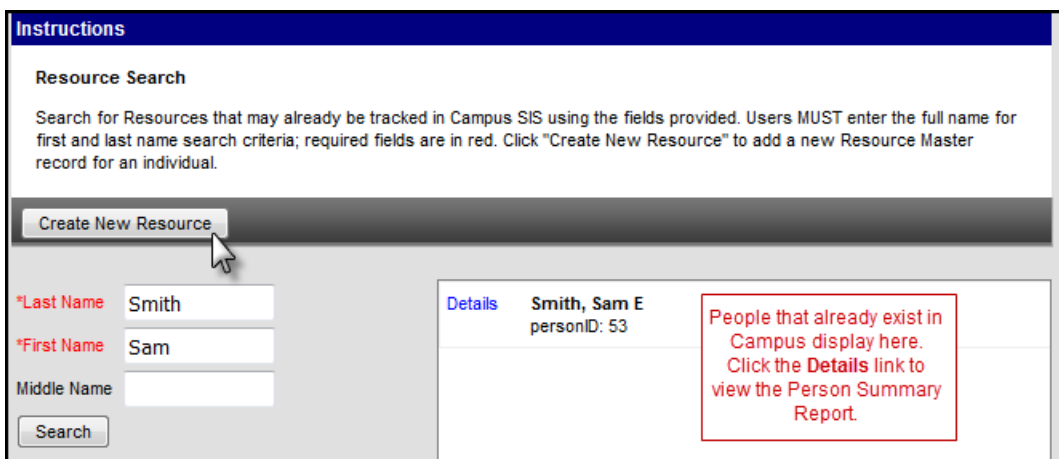 Instructions
Resource Search
Search for Resources that may already be tracked in Campus SIS using the fields provided. Users MUST enter the full name for
first and last name search criteria; required fields are in red. Click "Create New Resource" to add a new Resource Master
record for an individual.
Create New Resource
*Last Name Smith
*First Name Sam
Middle Name
Search
Details Smith, Sam E
personID: 53
People that already exist in
Campus display here.
Click the Details link to
view the Person Summary
Report.